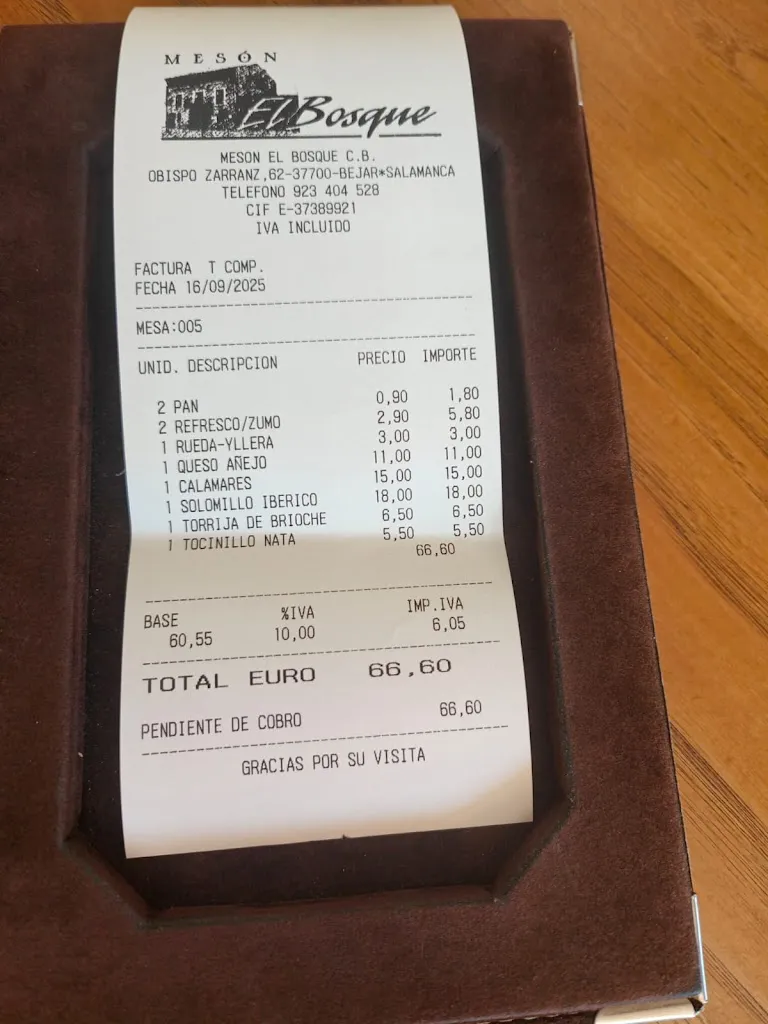 MESÓN
El Bosque
MESON EL BOSQUE C.B.
OBISPO ZARRANZ,62-37700-BEJAR*SALAMANCA
TELEFONO 923 404 528
CIF E-37389921
IVA INCLUIDO
FACTURA T COMP.
FECHA 16/09/2025
MESA:005
UNID. DESCRIPCION PRECIO IMPORTE
2 PAN 0,90 1,80
2 REFRESCO/ZUMO 2,90 5,80
1 RUEDA-YLLERA 3,00 3,00
1 QUESO AÑEJO 11,00 11,00
1 CALAMARES 15,00 15,00
1 SOLOMILLO IBERICO 18,00 18,00
1 TORRIJA DE BRIOCHE 6,50 6,50
1 TOCINILLO NATA 5,50 5,50
66,60
BASE %IVA IMP.IVA
60,55 10,00 6,05
TOTAL EURO 66,60
PENDIENTE DE COBRO 66,60
GRACIAS POR SU VISITA